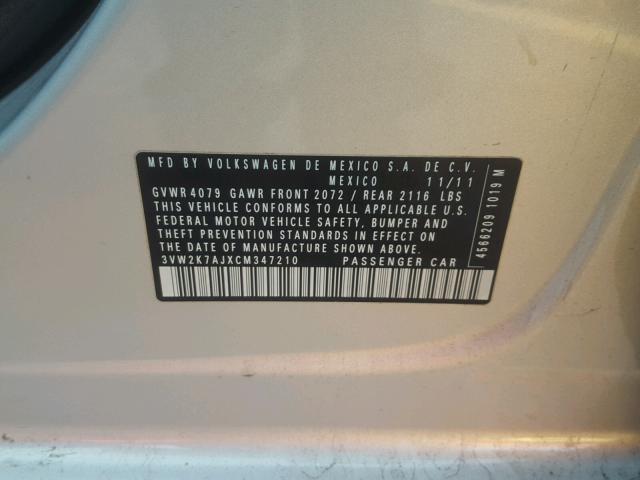 MFD BY VOLKSWAGEN DE MEXICO S.A. DE C.V.
MEXICO 11/11
GVWR 4079 GAWR FRONT 2072 / REAR 2116 LBS
THIS VEHICLE CONFORMS TO ALL APPLICABLE U.S.
FEDERAL MOTOR VEHICLE SAFETY, BUMPER AND
THEFT PREVENTION STANDARDS IN EFFECT ON
THE DATE OF MANUFACTURE SHOWN ABOVE.
3VW2K7AJXCM347210 PASSENGER CAR
4566209 1019 M